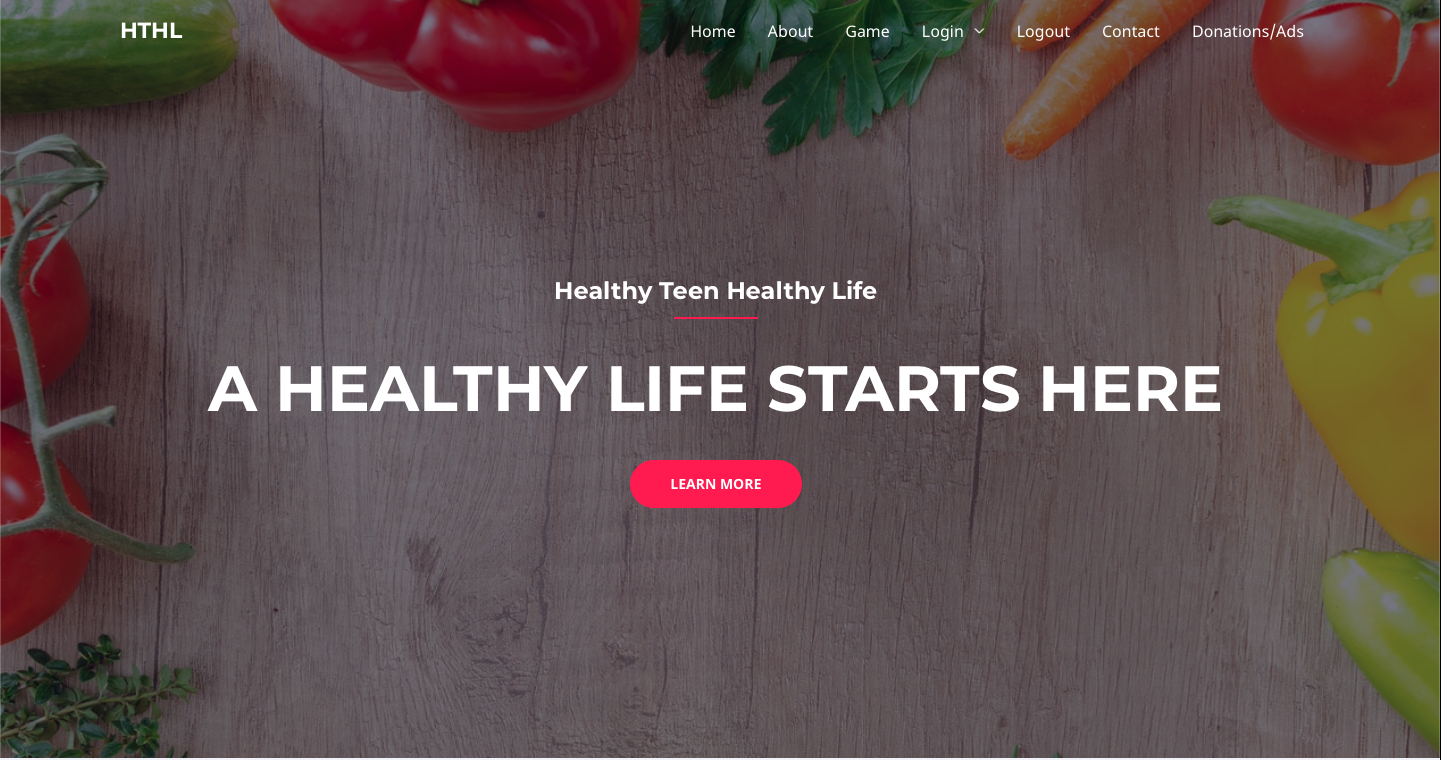 HTHL
Home About Game Login Logout Contact Donations/Ads
Healthy Teen Healthy Life
A HEALTHY LIFE STARTS HERE
LEARN MORE